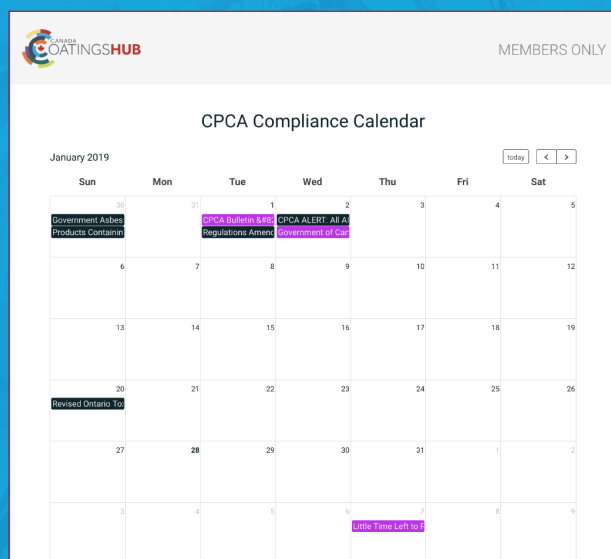 CANADA
COATINGSHUB
MEMBERS ONLY
CPCA Compliance Calendar
January 2019
today < >
Sun Mon Tue Wed Thu Fri Sat
30 31 1 2 3 4 5
Government Asbes CPCA Bulletin &#82 CPCA ALERT: All Al
Products Containin Regulations Amend Government of Can
6 7 8 9 10 11 12
13 14 15 16 17 18 19
20 21 22 23 24 25 26
Revised Ontario Tox
27 28 29 30 31 1 2
3 4 5 6 7 8 9
Little Time Left to P